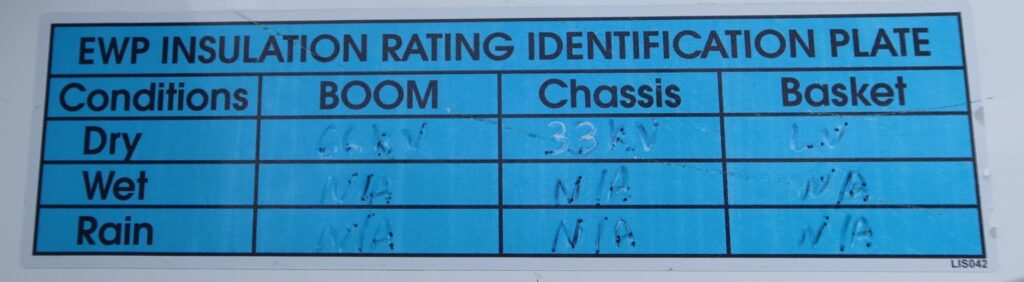 EWP INSULATION RATING IDENTIFICATION PLATE
Conditions BOOM Chassis Basket
Dry 66kV 33kV LV
Wet N/A N/A N/A
Rain N/A N/A N/A
LIS042